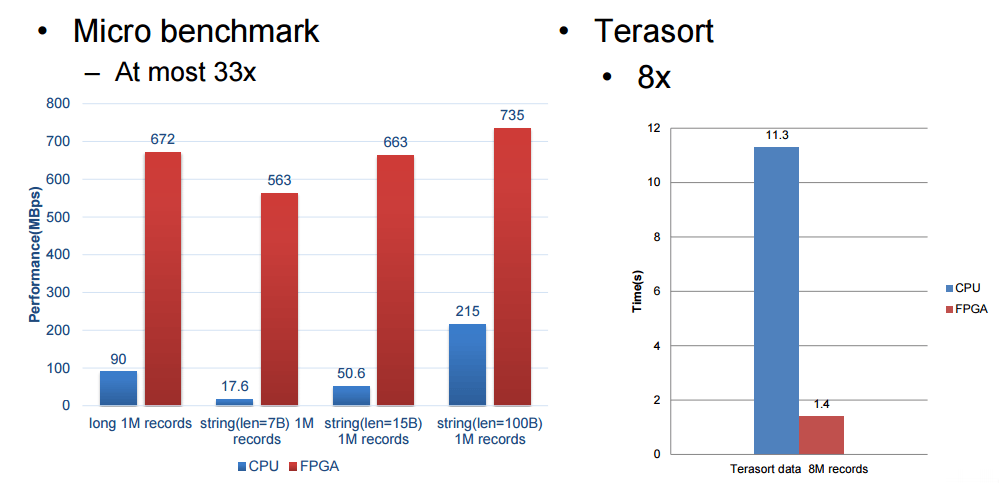 • Micro benchmark
– At most 33x
800
700
600
500
400
300
200
100
0
Performance(MBps)
672
563
663
735
90
17.6
50.6
215
long 1M records
string(len=7B) 1M
records
string(len=15B)
1M records
string(len=100B)
1M records
CPU
FPGA
• Terasort
• 8x
12
10
8
6
4
2
0
Time(s)
11.3
1.4
Terasort data 8M records
CPU
FPGA